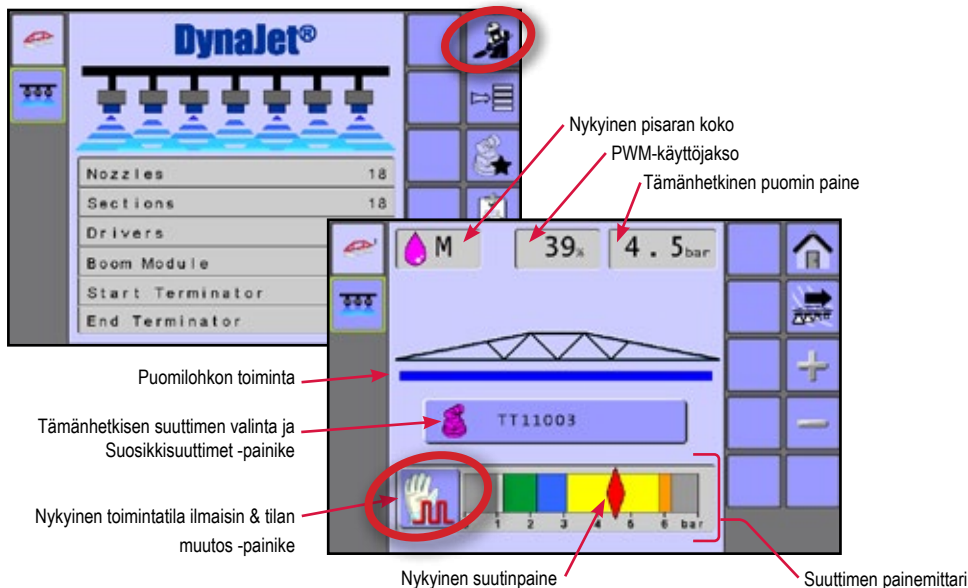 DynaJet®
Nozzles 18
Sections 18
Drivers
Boom Module
Start Terminator
End Terminator
Nykyinen pisaran koko
PWM-käyttöjakso
Tämänhetkinen puomin paine
M 39% 4.5bar
Puomilohkon toiminta
Tämänhetkisen suuttimen valinta ja
Suosikkisuuttimet -painike
TT11003
Nykyinen toimintatila ilmaisin & tilan
muutos -painike
1 2 3 4 5 6 bar
Nykyinen suutinpaine
Suuttimen painemittari